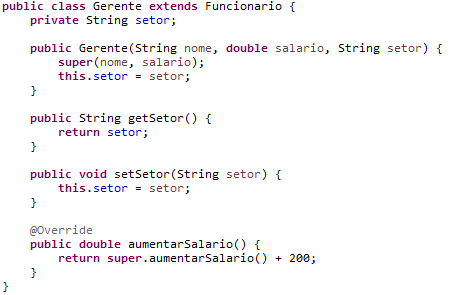 public class Gerente extends Funcionario {
    private String setor;

    public Gerente(String nome, double salario, String setor) {
        super(nome, salario);
        this.setor = setor;
    }

    public String getSetor() {
        return setor;
    }

    public void setSetor(String setor) {
        this.setor = setor;
    }

    @Override
    public double aumentarSalario() {
        return super.aumentarSalario() + 200;
    }
}